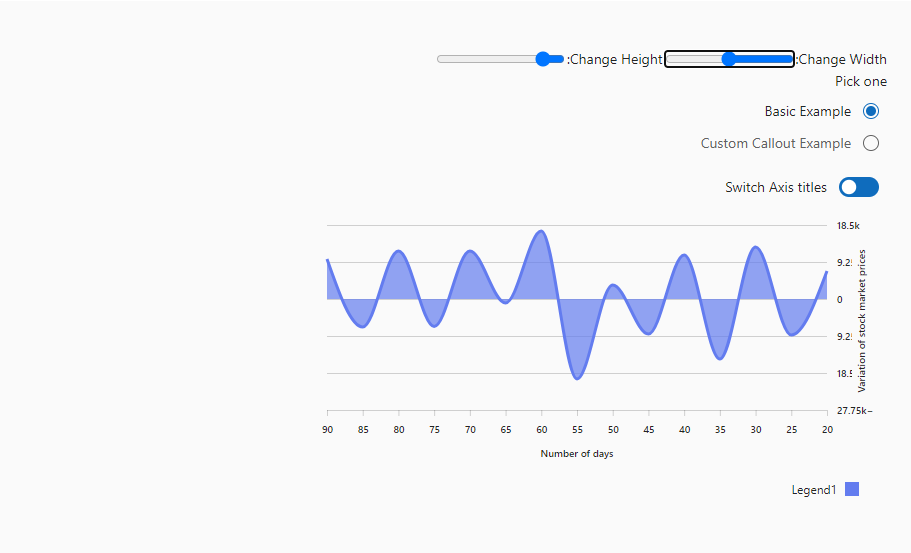 :Change Height :Change Width
Pick one
Basic Example
Custom Callout Example
Switch Axis titles
18.5k
9.2
0
9.2
18.5
27.75k−
Variation of stock market prices
90 85 80 75 70 65 60 55 50 45 40 35 30 25 20
Number of days
Legend1